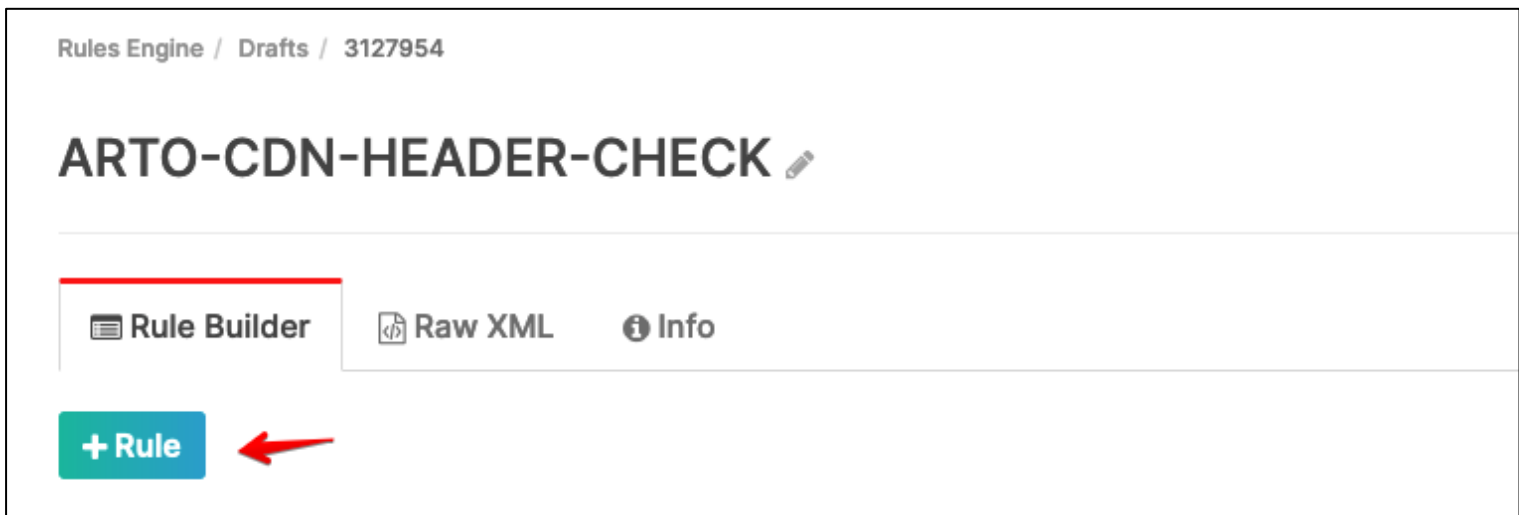 Rules Engine / Drafts / 3127954
ARTO-CDN-HEADER-CHECK
Rule Builder Raw XML Info
+ Rule